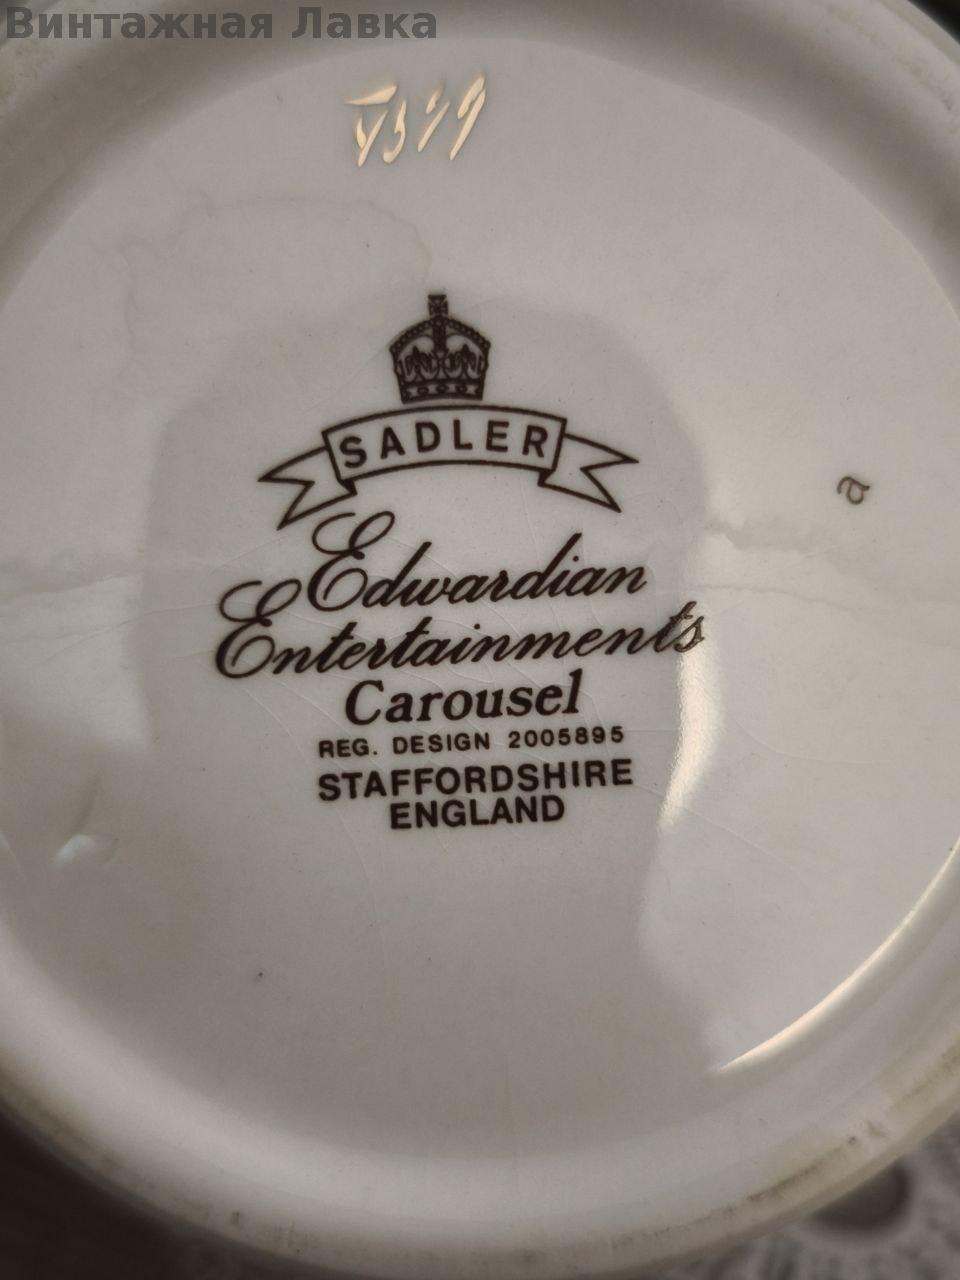 Винтажная Лавка
SADLER
Edwardian
Entertainments
Carousel
REG. DESIGN 2005895
STAFFORDSHIRE
ENGLAND
a